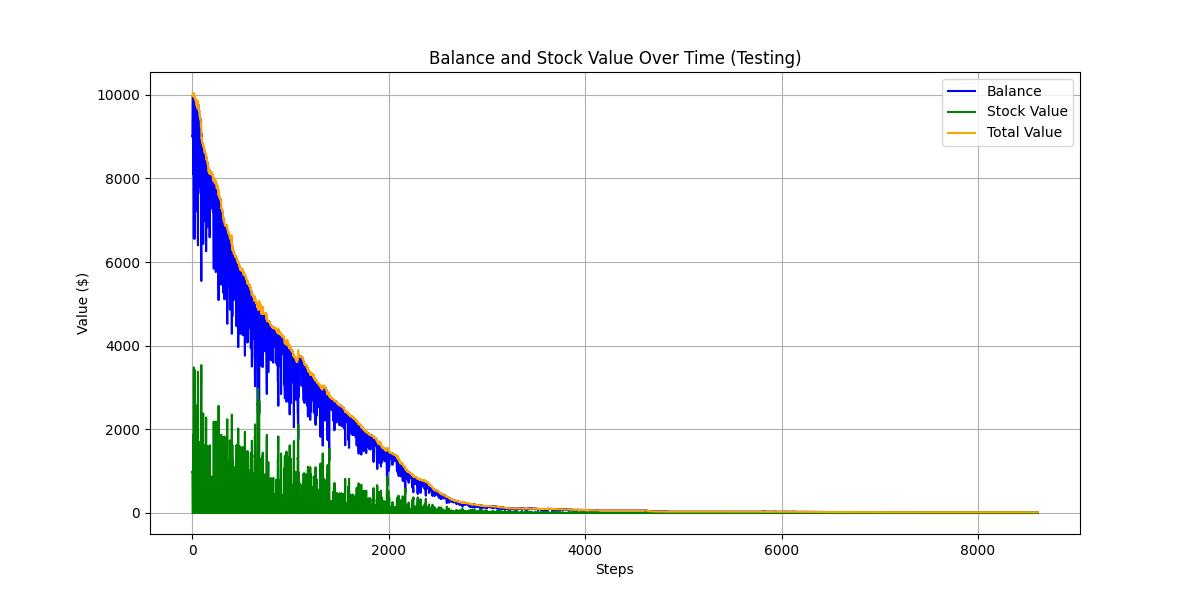 Balance and Stock Value Over Time (Testing)
Balance
Stock Value
Total Value
10000
8000
6000
4000
2000
0
Value ($)
0 2000 4000 6000 8000
Steps